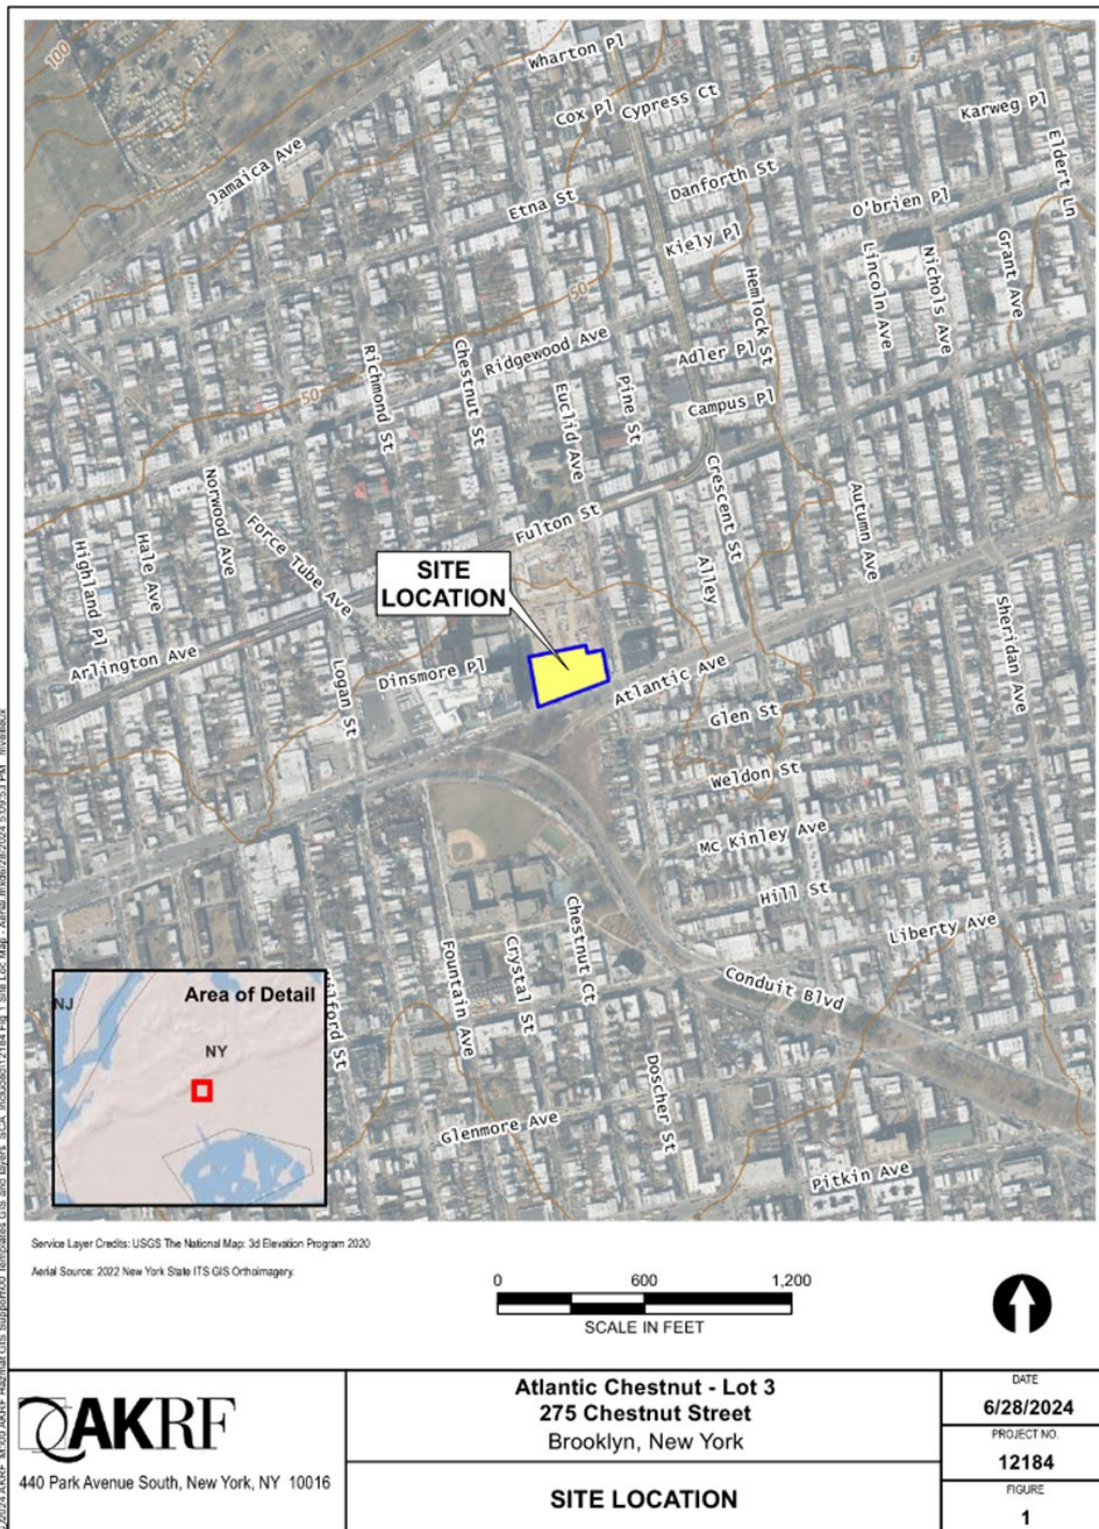 100
Wharton Pl
Cox Pl
Cypress Ct
Karweg Pl
Eldert Ln
Jamaica Ave
Danforth St
Etna St
O'brien Pl
Kiely Pl
Hemlock St
Lincoln Ave
Nichols Ave
Grant Ave
50
Ridgewood Ave
Adler Pl
Richmond St
Chestnut St
50
Euclid Ave
Pine St
Campus Pl
Norwood Ave
Crescent St
Autumn Ave
Fulton St
Force Tube Ave
Hale Ave
Highland Pl
SITE
LOCATION
Alley
Sheridan Ave
Arlington Ave
Logan St
Dinsmore Pl
Atlantic Ave
Glen St
Weldon St
Mc Kinley Ave
Hill St
Chestnut Ct
Liberty Ave
Fountain Ave
Crystal St
Conduit Blvd
Area of Detail
NJ
NY
Doscher St
Glenmore Ave
Pitkin Ave
Service Layer Credits: USGS The National Map: 3d Elevation Program 2020
Aerial Source: 2022 New York State ITS GIS Orthoimagery.
0 600 1,200
SCALE IN FEET
AKRF
440 Park Avenue South, New York, NY 10016
Atlantic Chestnut - Lot 3
275 Chestnut Street
Brooklyn, New York
SITE LOCATION
DATE
6/28/2024
PROJECT NO.
12184
FIGURE
1